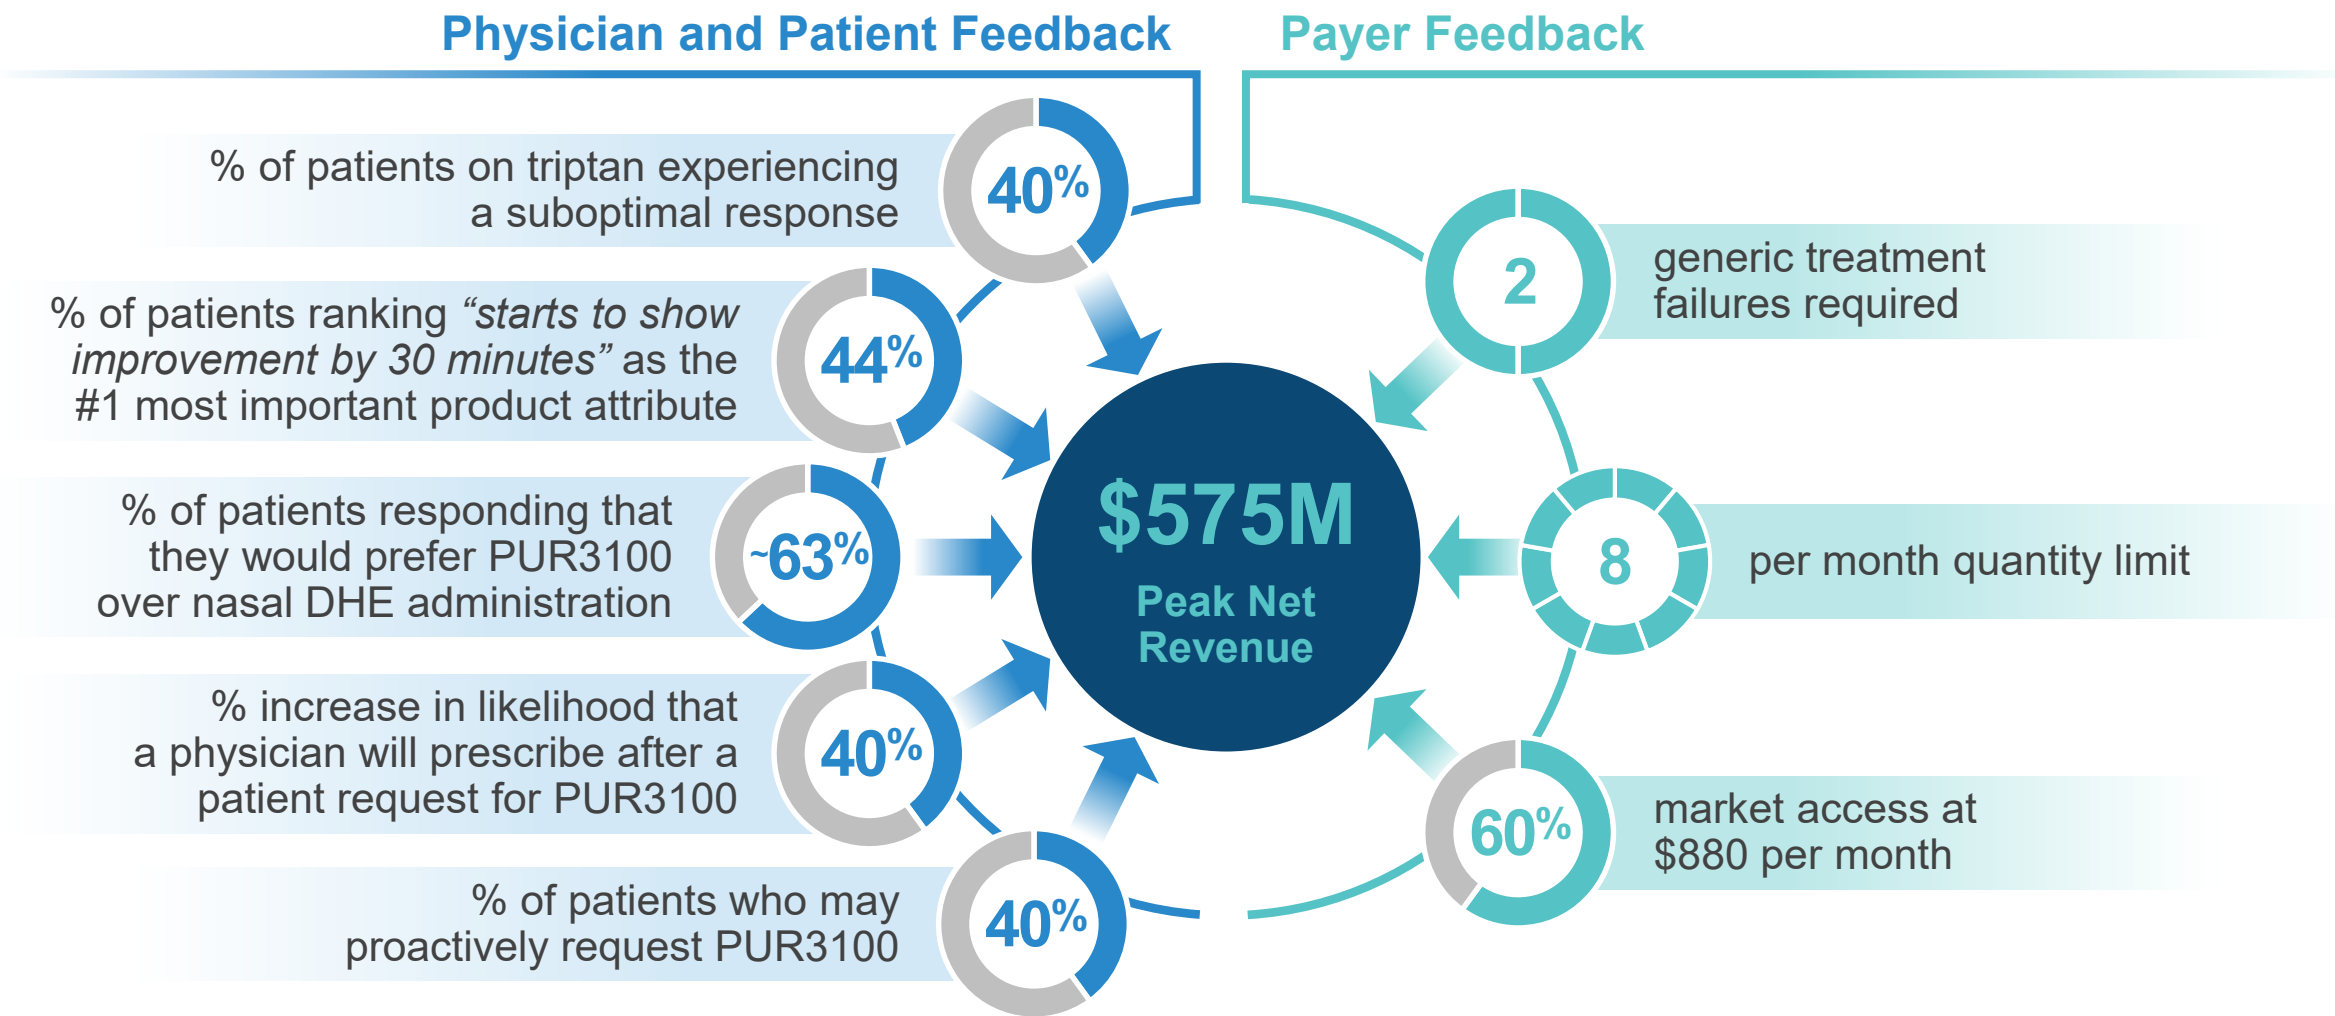 Physician and Patient Feedback
Payer Feedback
% of patients on triptan experiencing
a suboptimal response
40%
% of patients ranking “starts to show
improvement by 30 minutes” as the
#1 most important product attribute
44%
% of patients responding that
they would prefer PUR3100
over nasal DHE administration
~63%
% increase in likelihood that
a physician will prescribe after a
patient request for PUR3100
40%
% of patients who may
proactively request PUR3100
40%
$575M
Peak Net
Revenue
2
generic treatment
failures required
8
per month quantity limit
60%
market access at
$880 per month